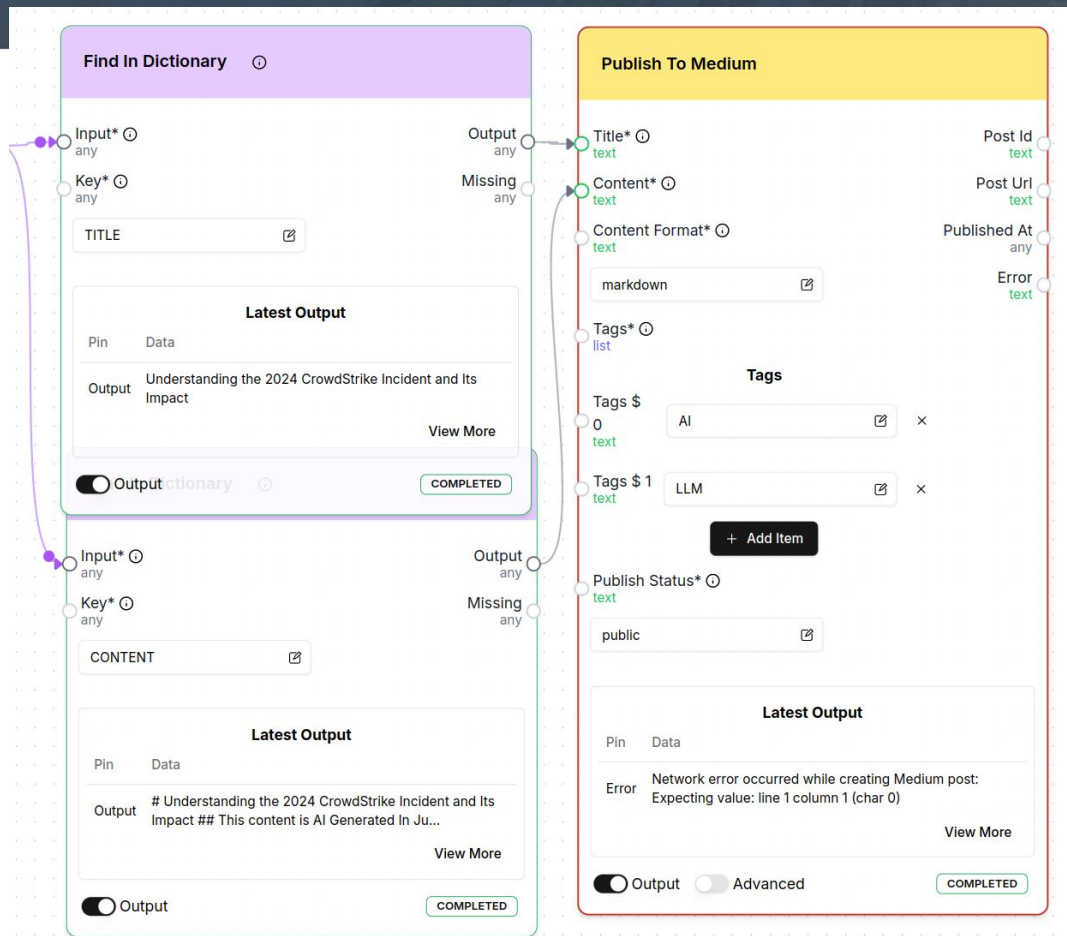 Find In Dictionary
Input*
any
Output
any
Key*
any
Missing
any
TITLE
Latest Output
Pin Data
Output
Understanding the 2024 CrowdStrike Incident and Its
Impact
View More
Output
ctionary
COMPLETED
Input*
any
Output
any
Key*
any
Missing
any
CONTENT
Latest Output
Pin Data
Output
# Understanding the 2024 CrowdStrike Incident and Its
Impact ## This content is AI Generated In Ju...
View More
Output
COMPLETED
Publish To Medium
Title*
text
Post Id
text
Content*
text
Post Url
text
Content Format*
text
Published At
any
markdown
Error
text
Tags*
list
Tags
Tags $
0
text
AI
Tags $ 1
text
LLM
+ Add Item
Publish Status*
text
public
Latest Output
Pin Data
Error
Network error occurred while creating Medium post:
Expecting value: line 1 column 1 (char 0)
View More
Output
Advanced
COMPLETED